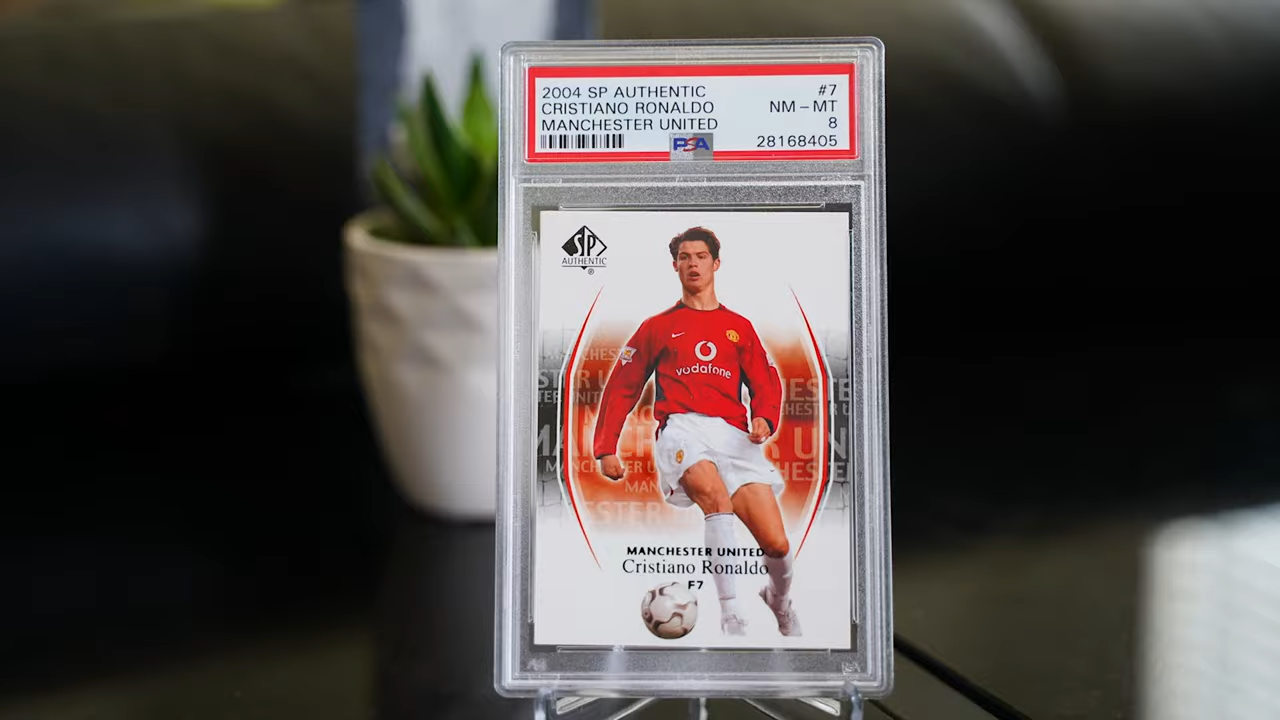 2004 SP AUTHENTIC #7
CRISTIANO RONALDO NM - MT
MANCHESTER UNITED 8
PSA 28168405
SP
AUTHENTIC
vodafone
MANCHESTER UNITED
Cristiano Ronaldo
F7